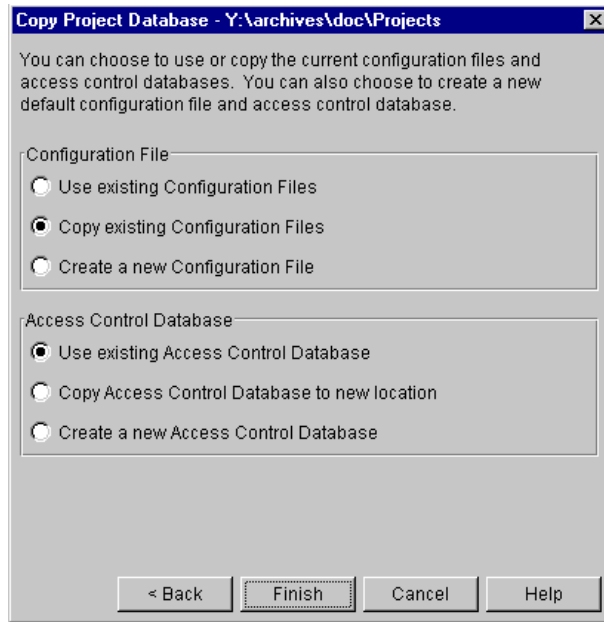 Copy Project Database - Y:\archives\doc\Projects
You can choose to use or copy the current configuration files and
access control databases. You can also choose to create a new
default configuration file and access control database.
Configuration File
Use existing Configuration Files
Copy existing Configuration Files
Create a new Configuration File
Access Control Database
Use existing Access Control Database
Copy Access Control Database to new location
Create a new Access Control Database
< Back Finish Cancel Help